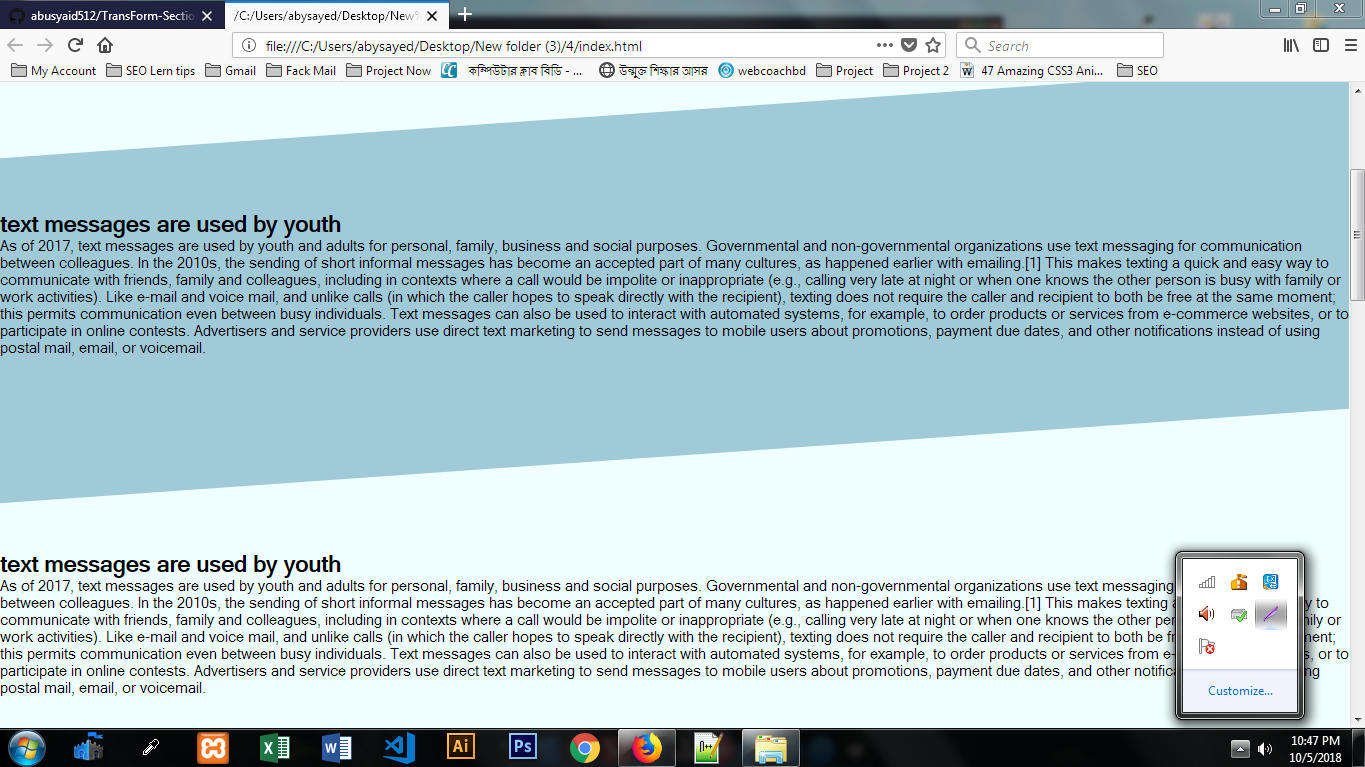 abusyaid512/TransForm-Sectio
/C:/Users/abysayed/Desktop/New%
file:///C:/Users/abysayed/Desktop/New folder (3)/4/index.html
Search
My Account
SEO Lern tips
Gmail
Fack Mail
Project Now
কম্পিউটার ক্লাব বিডি - ...
উন্মুক্ত শিক্ষার আসর
webcoachbd
Project
Project 2
47 Amazing CSS3 Ani...
SEO
text messages are used by youth
As of 2017, text messages are used by youth and adults for personal, family, business and social purposes. Governmental and non-governmental organizations use text messaging for communication
between colleagues. In the 2010s, the sending of short informal messages has become an accepted part of many cultures, as happened earlier with emailing.[1] This makes texting a quick and easy way to
communicate with friends, family and colleagues, including in contexts where a call would be impolite or inappropriate (e.g., calling very late at night or when one knows the other person is busy with family or
work activities). Like e-mail and voice mail, and unlike calls (in which the caller hopes to speak directly with the recipient), texting does not require the caller and recipient to both be free at the same moment;
this permits communication even between busy individuals. Text messages can also be used to interact with automated systems, for example, to order products or services from e-commerce websites, or to
participate in online contests. Advertisers and service providers use direct text marketing to send messages to mobile users about promotions, payment due dates, and other notifications instead of using
postal mail, email, or voicemail.
text messages are used by youth
As of 2017, text messages are used by youth and adults for personal, family, business and social purposes. Governmental and non-governmental organizations use text messaging
between colleagues. In the 2010s, the sending of short informal messages has become an accepted part of many cultures, as happened earlier with emailing.[1] This makes texting y to
communicate with friends, family and colleagues, including in contexts where a call would be impolite or inappropriate (e.g., calling very late at night or when one knows the other or
work activities). Like e-mail and voice mail, and unlike calls (in which the caller hopes to speak directly with the recipient), texting does not require the caller and recipient to both be
this permits communication even between busy individuals. Text messages can also be used to interact with automated systems, for example, to order products or services from e- or to
participate in online contests. Advertisers and service providers use direct text marketing to send messages to mobile users about promotions, payment due dates, and other
postal mail, email, or voicemail.
Customize...
Ai
Ps
10:47 PM
10/5/2018